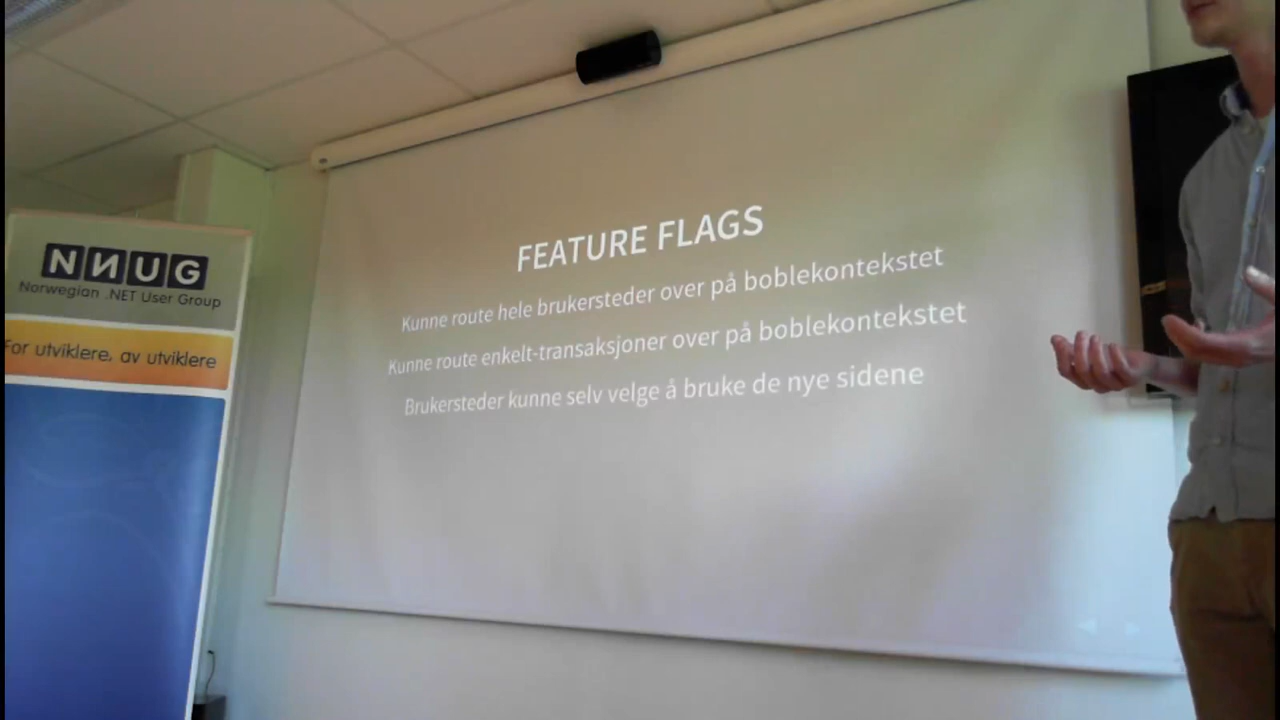 NNUG
Norwegian .NET User Group
For utviklere, av utviklere
FEATURE FLAGS
Kunne route hele brukersteder over på boblekontekstet
Kunne route enkelt-transaksjoner over på boblekontekstet
Brukersteder kunne selv velge å bruke de nye sidene